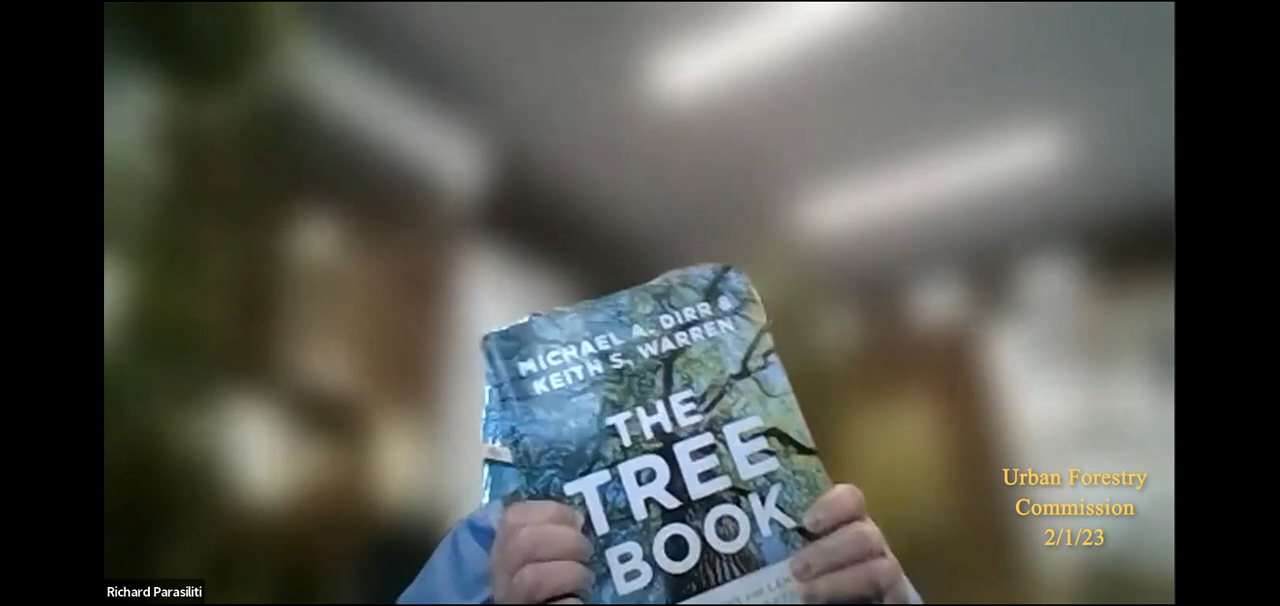 MICHAEL A. DIRR &
KEITH S. WARREN
THE
TREE
BOOK
Urban Forestry
Commission
2/1/23
Richard Parasiliti